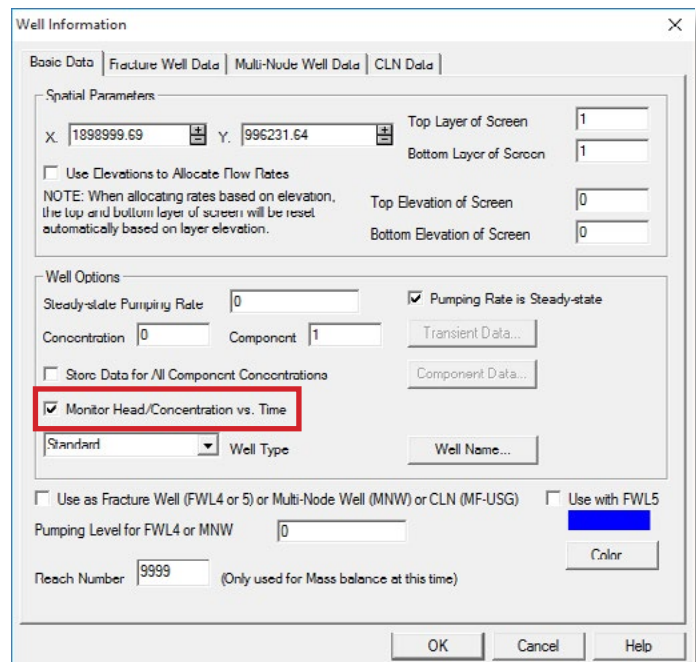 Well Information
Basic Data Fracture Well Data Multi-Node Well Data CLN Data
Spatial Parameters
X. 1898999.69 Y. 996231.64
Top Layer of Screen 1
Bottom Layer of Screen 1
Use Elevations to Allocate Flow Rates
NOTE: When allocating rates based on elevation,
the top and bottom layer of screen will be reset
automatically based on layer elevation.
Top Elevation of Screen 0
Bottom Elevation of Screen 0
Well Options
Steady-state Pumping Rate 0
Pumping Rate is Steady-state
Concentration 0 Component 1
Transient Data...
Store Data for All Component Concentrations
Component Data...
Monitor Head/Concentration vs. Time
Standard Well Type
Well Name...
Use as Fracture Well (FWL4 or 5) or Multi-Node Well (MNW) or CLN (MF-USG)
Use with FWL5
Pumping Level for FWL4 or MNW 0
Color
Reach Number 9999 (Only used for Mass balance at this time)
OK Cancel Help